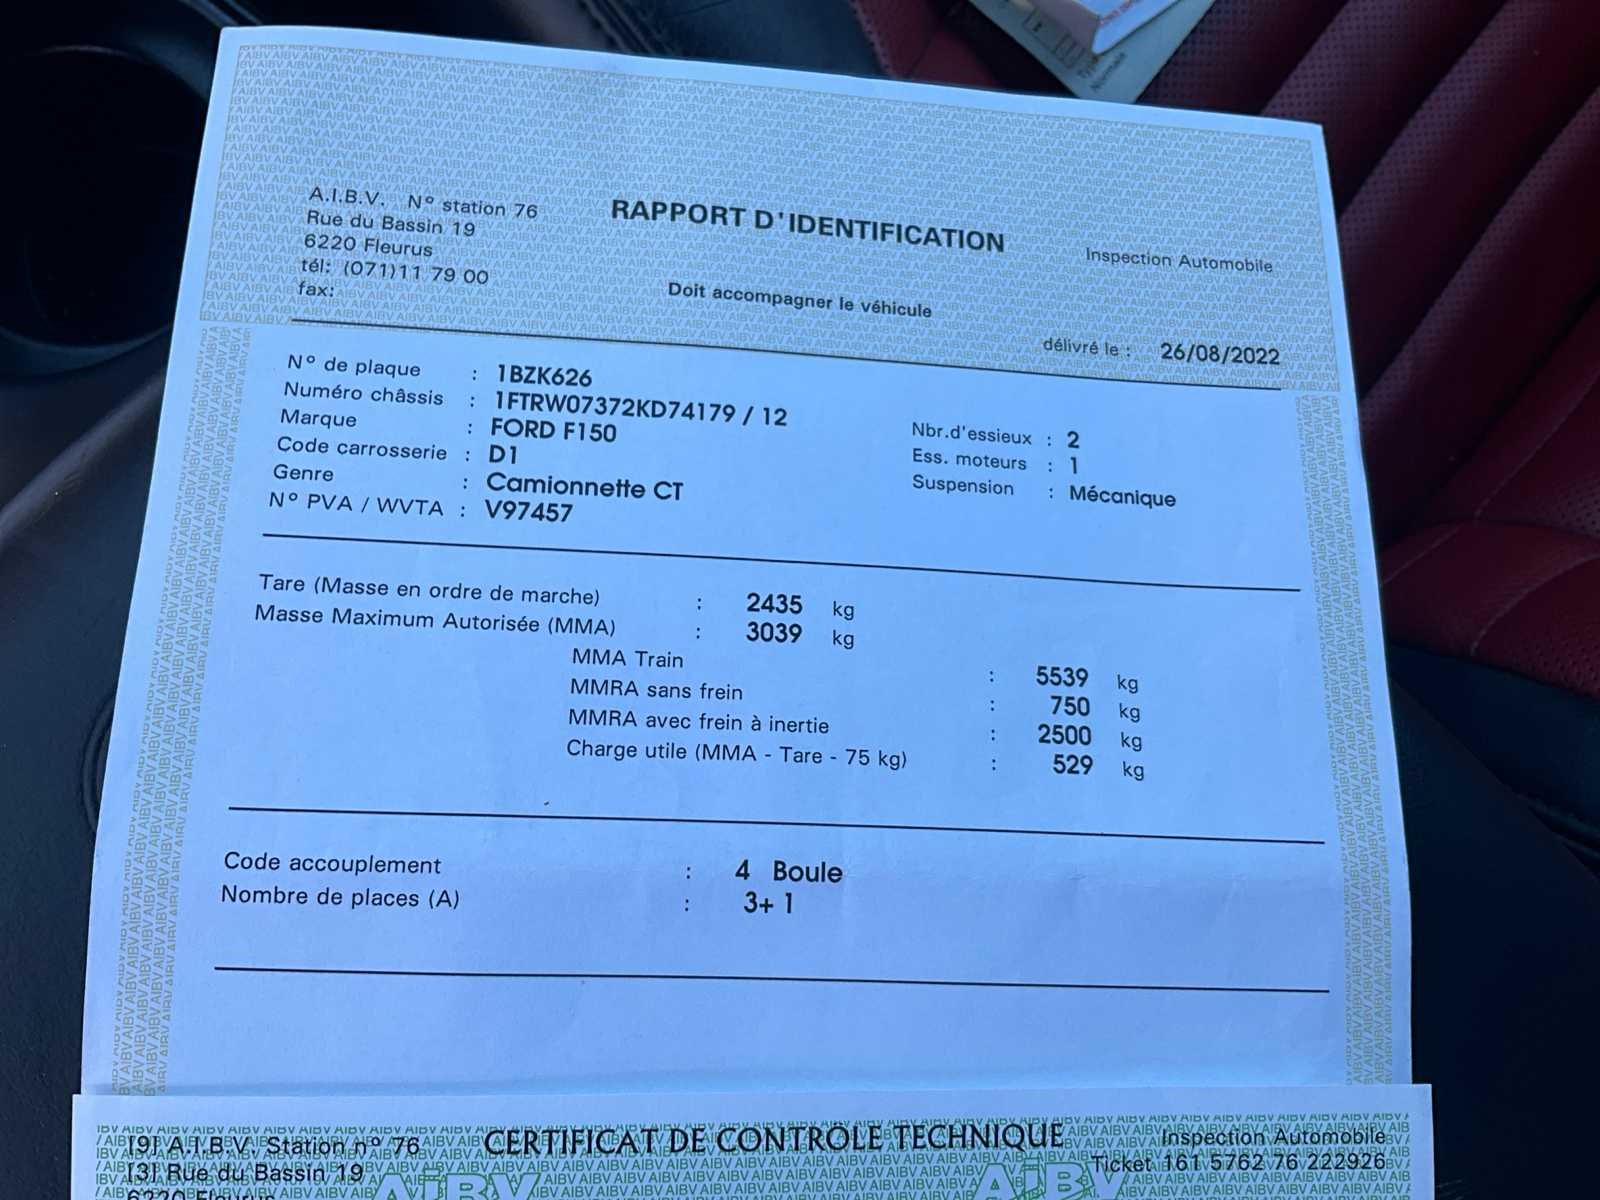 A.I.B.V. N° station 76
Rue du Bassin 19
6220 Fleurus
tél: (071)11 79 00
fax:
RAPPORT D'IDENTIFICATION
Doit accompagner le véhicule
Inspection Automobile
délivré le : 26/08/2022
N° de plaque : 1BZK626
Numéro châssis : 1FTRW07372KD74179 / 12
Marque : FORD F150
Code carrosserie : D1
Genre : Camionnette CT
N° PVA / WVTA : V97457
Nbr.d'essieux : 2
Ess. moteurs : 1
Suspension : Mécanique
Tare (Masse en ordre de marche) : 2435 kg
Masse Maximum Autorisée (MMA) : 3039 kg
MMA Train : 5539 kg
MMRA sans frein : 750 kg
MMRA avec frein à inertie : 2500 kg
Charge utile (MMA - Tare - 75 kg) : 529 kg
Code accouplement : 4 Boule
Nombre de places (A) : 3+ 1
[9] A.I.B.V. Station n° 76
[3] Rue du Bassin 19
6220 Fleurus
CERTIFICAT DE CONTRÔLE TECHNIQUE
Inspection Automobile
Ticket 161 5762 76 222926
AIBV
AIBV